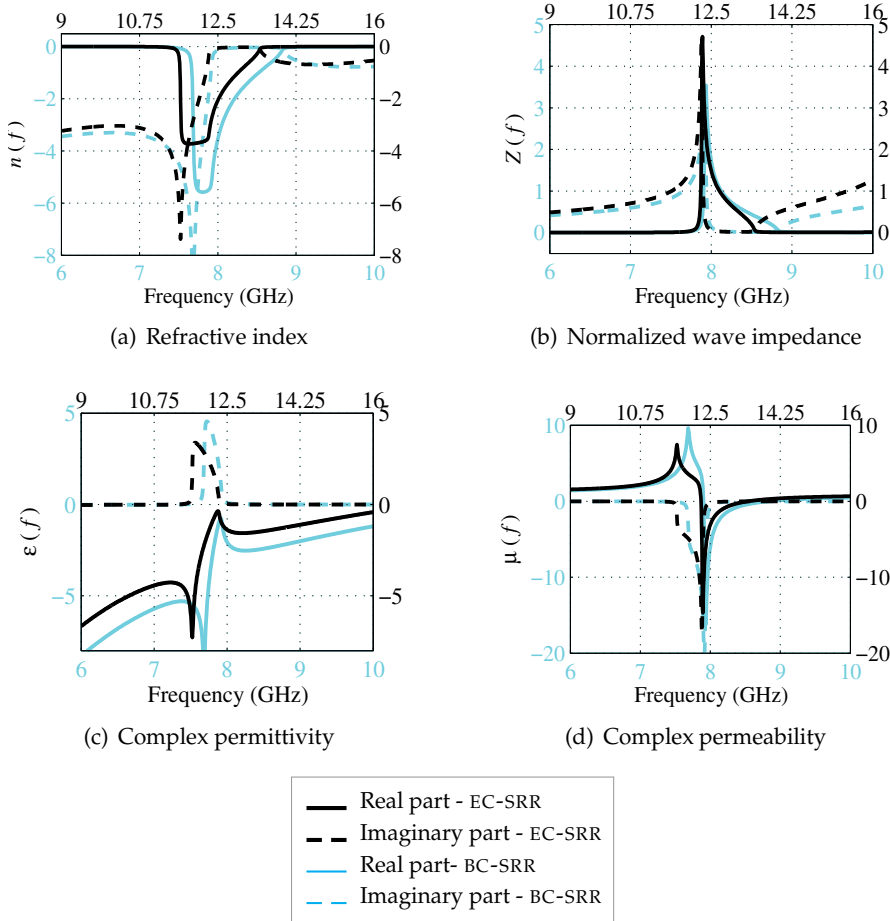 9 10.75 12.5 14.25 16
0 −2 −4 −6 −8
n (f)
0 −2 −4 −6 −8
6 7 8 9 10
Frequency (GHz)
(a) Refractive index
9 10.75 12.5 14.25 16
5 4 3 2 1 0
Z (f)
5 4 3 2 1 0
6 7 8 9 10
Frequency (GHz)
(b) Normalized wave impedance
9 10.75 12.5 14.25 16
5 0 −5
ε (f)
5 0 −5
6 7 8 9 10
Frequency (GHz)
(c) Complex permittivity
9 10.75 12.5 14.25 16
10 0 −10 −20
μ (f)
10 0 −10 −20
6 7 8 9 10
Frequency (GHz)
(d) Complex permeability
Real part - EC-SRR
Imaginary part - EC-SRR
Real part- BC-SRR
Imaginary part - BC-SRR